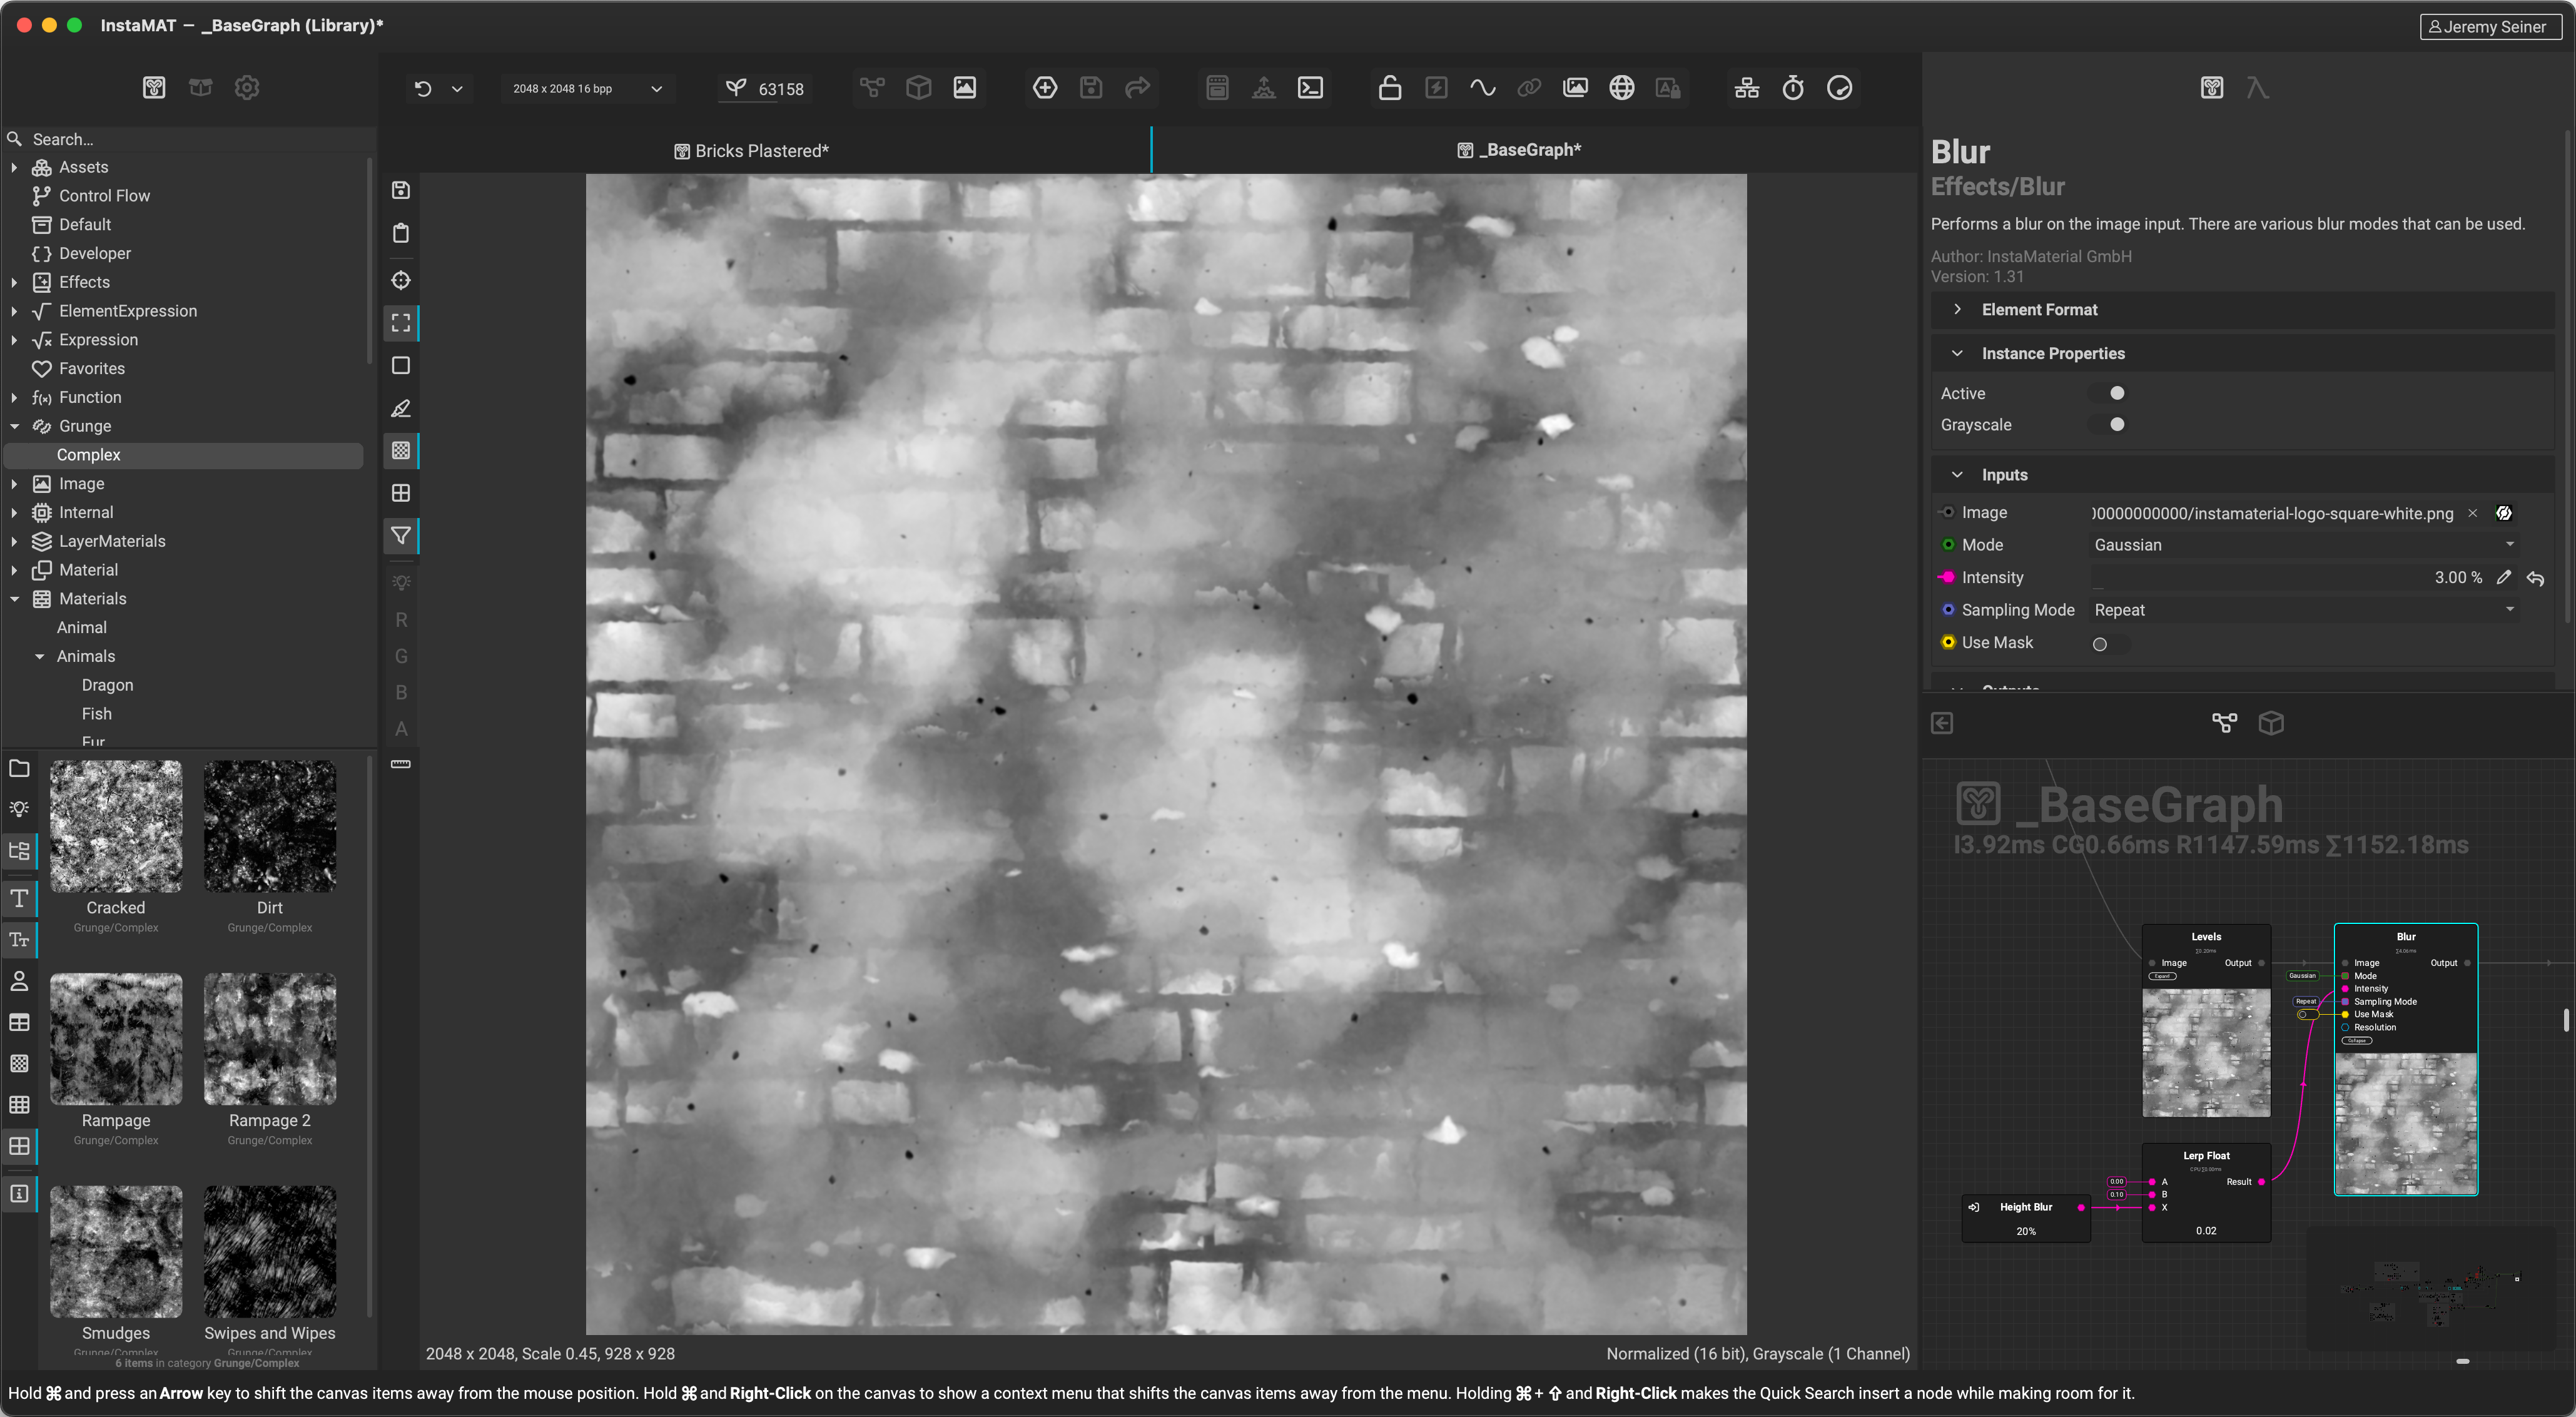 InstaMAT – _BaseGraph (Library)*
Jeremy Seiner
2048 x 2048 16 bpp
63158
Search...
Assets
Control Flow
Default
Developer
Effects
ElementExpression
Expression
Favorites
Function
Grunge
Complex
Image
Internal
LayerMaterials
Material
Materials
Animal
Animals
Dragon
Fish
Fur
Cracked
Grunge/Complex
Dirt
Grunge/Complex
Rampage
Grunge/Complex
Rampage 2
Grunge/Complex
Smudges
Grunge/Complex
Swipes and Wipes
Grunge/Complex
6 items in category Grunge/Complex
Bricks Plastered*
_BaseGraph*
R
G
B
A
2048 x 2048, Scale 0.45, 928 x 928
Normalized (16 bit), Grayscale (1 Channel)
Blur
Effects/Blur
Performs a blur on the image input. There are various blur modes that can be used.
Author: InstaMaterial GmbH
Version: 1.31
Element Format
Instance Properties
Active
Grayscale
Inputs
Image
00000000000/instamaterial-logo-square-white.png
Mode
Gaussian
Intensity
3.00 %
Sampling Mode
Repeat
Use Mask
Outputs
_BaseGraph
I3.92ms CG0.66ms R1147.59ms ∑1152.18ms
Levels
Image
Output
Expand
Blur
Image
Output
Gaussian
Mode
Intensity
Repeat
Sampling Mode
Use Mask
Resolution
Collapse
Lerp Float
0.00
A
Result
0.10
B
X
0.02
Height Blur
20%
Hold ⌘ and press an Arrow key to shift the canvas items away from the mouse position. Hold ⌘ and Right-Click on the canvas to show a context menu that shifts the canvas items away from the menu. Holding ⌘ + ⇧ and Right-Click makes the Quick Search insert a node while making room for it.